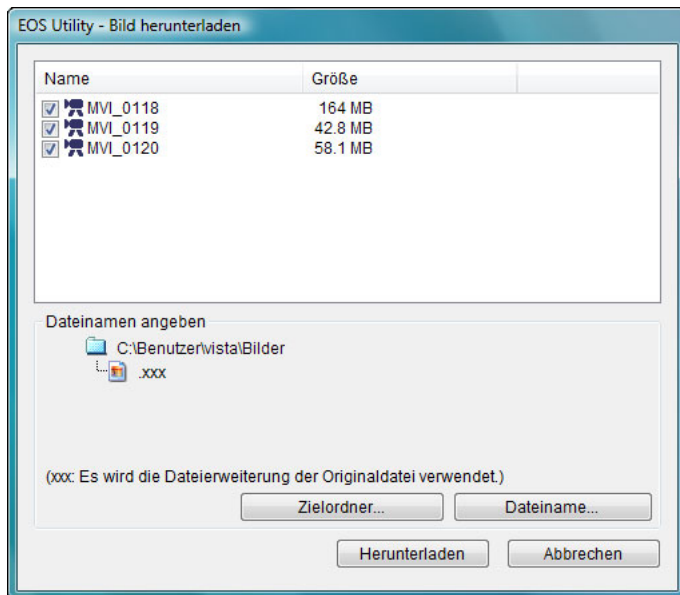 EOS Utility - Bild herunterladen
Name Größe
MVI_0118 164 MB
MVI_0119 42.8 MB
MVI_0120 58.1 MB
Dateinamen angeben
C:\Benutzer\vista\Bilder
.xxx
(xxx: Es wird die Dateierweiterung der Originaldatei verwendet.)
Zielordner... Dateiname...
Herunterladen Abbrechen